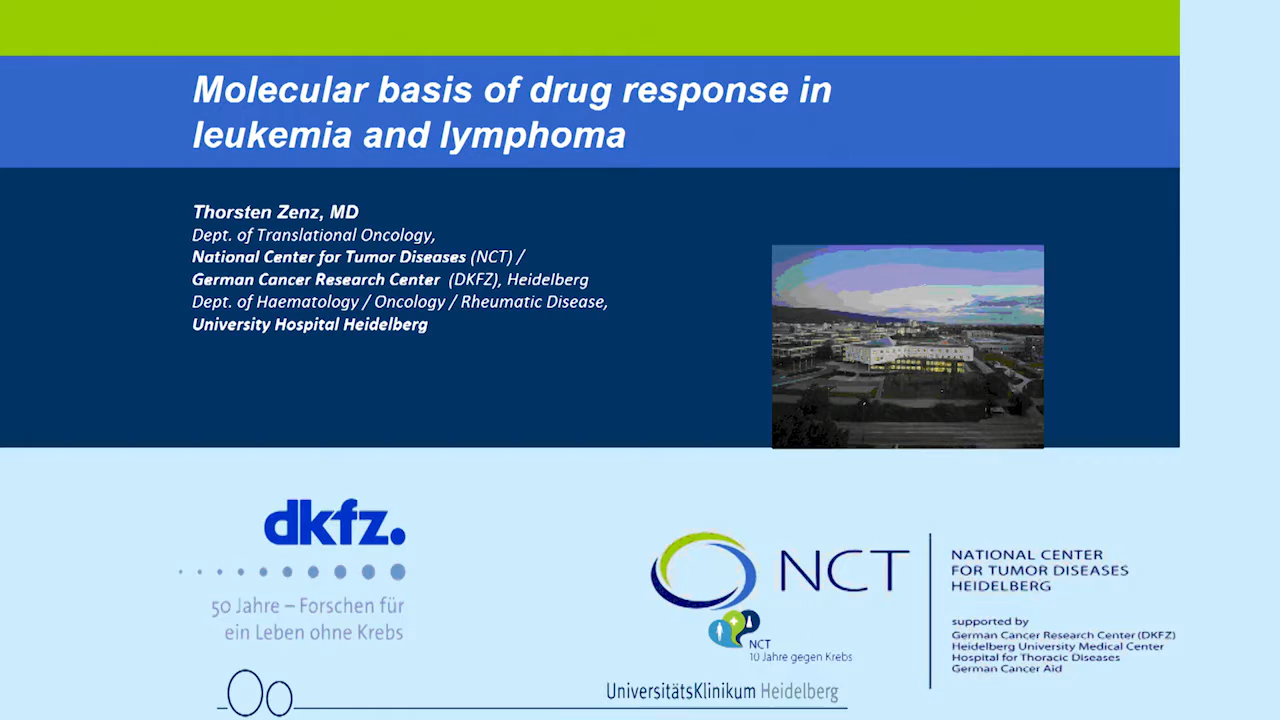 Molecular basis of drug response in
leukemia and lymphoma
Thorsten Zenz, MD
Dept. of Translational Oncology,
National Center for Tumor Diseases (NCT) /
German Cancer Research Center (DKFZ), Heidelberg
Dept. of Haematology / Oncology / Rheumatic Disease,
University Hospital Heidelberg
dkfz.
50 Jahre – Forschen für
ein Leben ohne Krebs
NCT
NATIONAL CENTER
FOR TUMOR DISEASES
HEIDELBERG
supported by
German Cancer Research Center (DKFZ)
Heidelberg University Medical Center
Hospital for Thoracic Diseases
German Cancer Aid
NCT
10 Jahre gegen Krebs
UniversitätsKlinikum Heidelberg